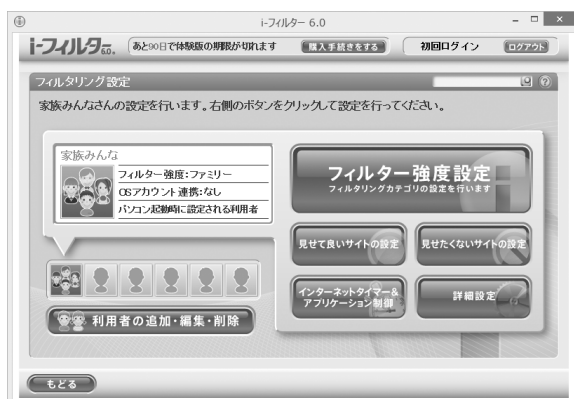 i-フィルター 6.0
i-フィルター6.0.
あと90日で体験版の期限が切れます
購入手続きをする
初回ログイン
ログアウト
フィルタリング設定
家族みんなさんの設定を行います。右側のボタンをクリックして設定を行ってください。
家族みんな
フィルター強度:ファミリー
OSアカウント連携:なし
パソコン起動時に設定される利用者
フィルター強度設定
フィルタリングカテゴリの設定を行います
見せて良いサイトの設定
見せたくないサイトの設定
インターネットタイマー&
アプリケーション制御
詳細設定
利用者の追加・編集・削除
もどる